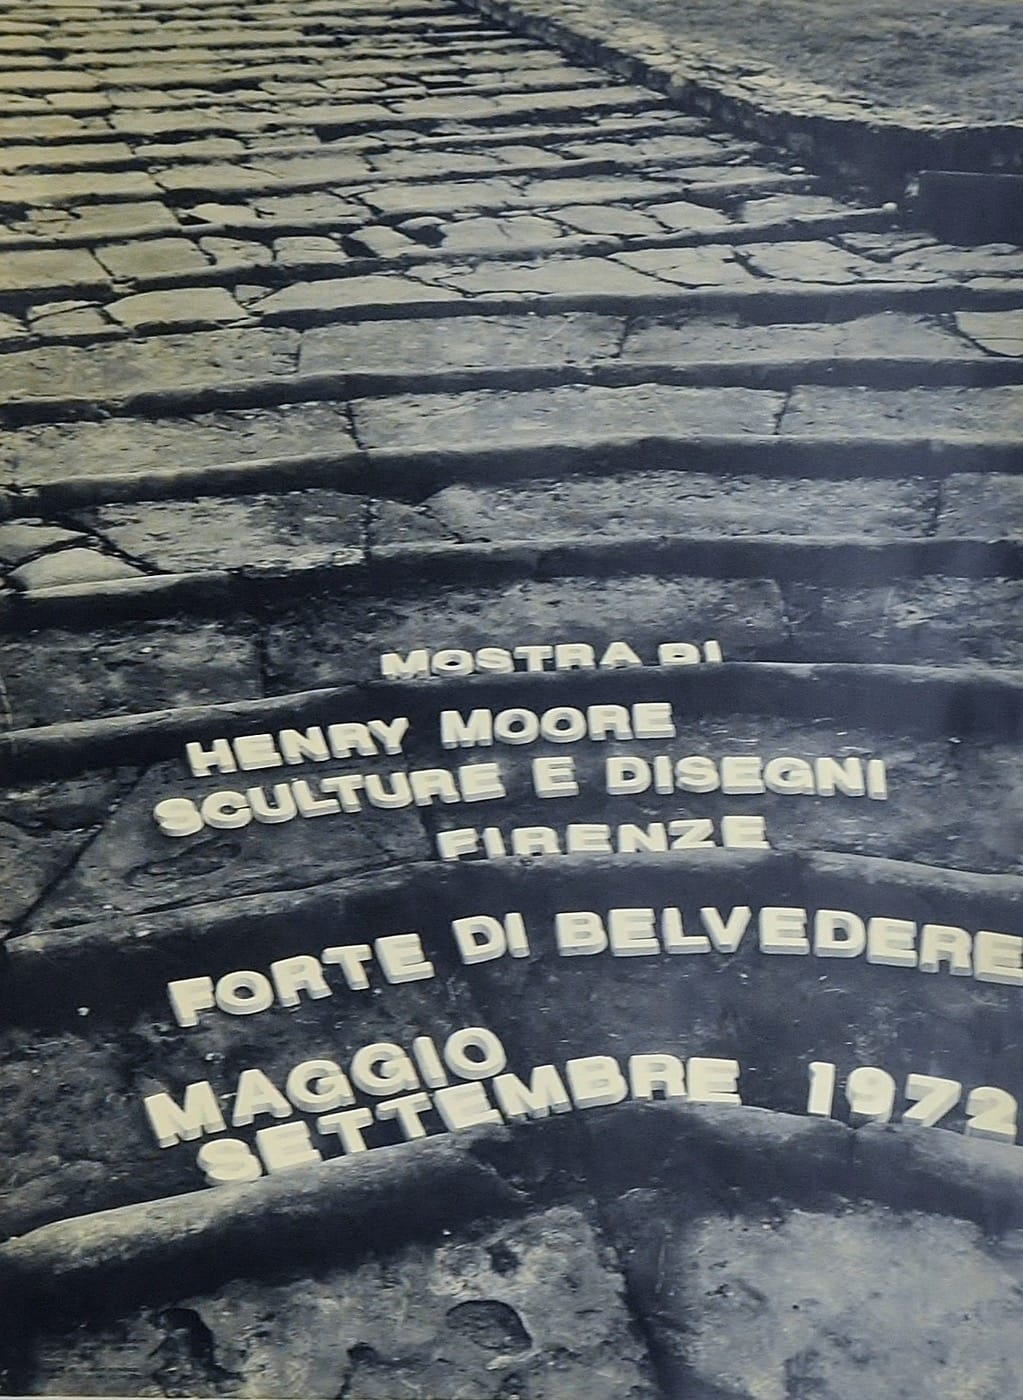 MOSTRA DI
HENRY MOORE
SCULTURE E DISEGNI
FIRENZE
FORTE DI BELVEDERE
MAGGIO
SETTEMBRE 1972